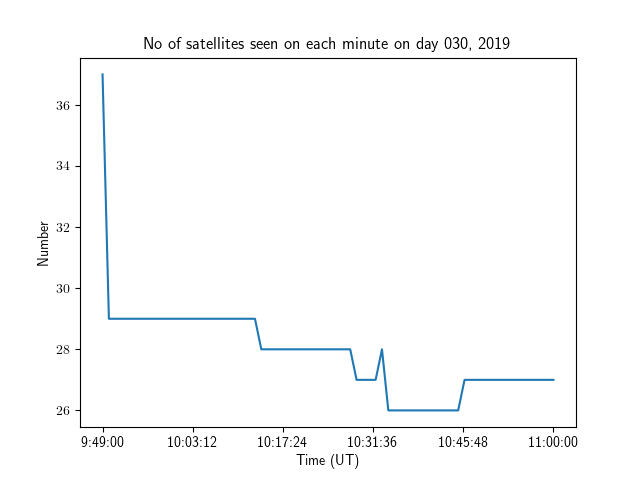 No of satellites seen on each minute on day 030, 2019
36
34
32
30
28
26
Number
9:49:00 10:03:12 10:17:24 10:31:36 10:45:48 11:00:00
Time (UT)